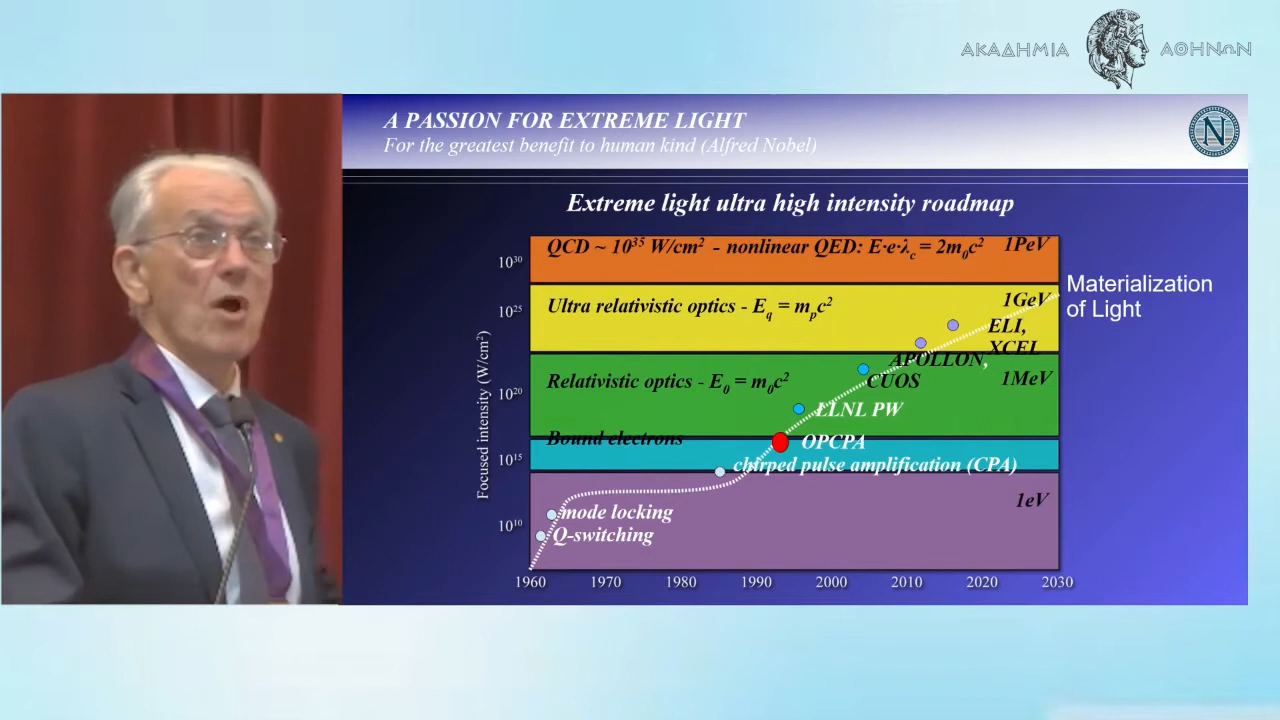 ΑΚΑΔΗΜΙΑ ΑΘΗΝΩΝ
A PASSION FOR EXTREME LIGHT
For the greatest benefit to human kind (Alfred Nobel)
N
Extreme light ultra high intensity roadmap
QCD ~ 10³⁵ W/cm² - nonlinear QED: E·e·λ_c = 2m₀c² 1PeV
10³⁰
Materialization
of Light
Ultra relativistic optics - E_q = m_pc² 1GeV
10²⁵
ELI,
XCEL
APOLLON,
Relativistic optics - E₀ = m₀c² CUOS 1MeV
10²⁰
LLNL PW
Focused intensity (W/cm²)
Bound electrons OPCPA
10¹⁵
chirped pulse amplification (CPA)
1eV
mode locking
10¹⁰
Q-switching
1960 1970 1980 1990 2000 2010 2020 2030